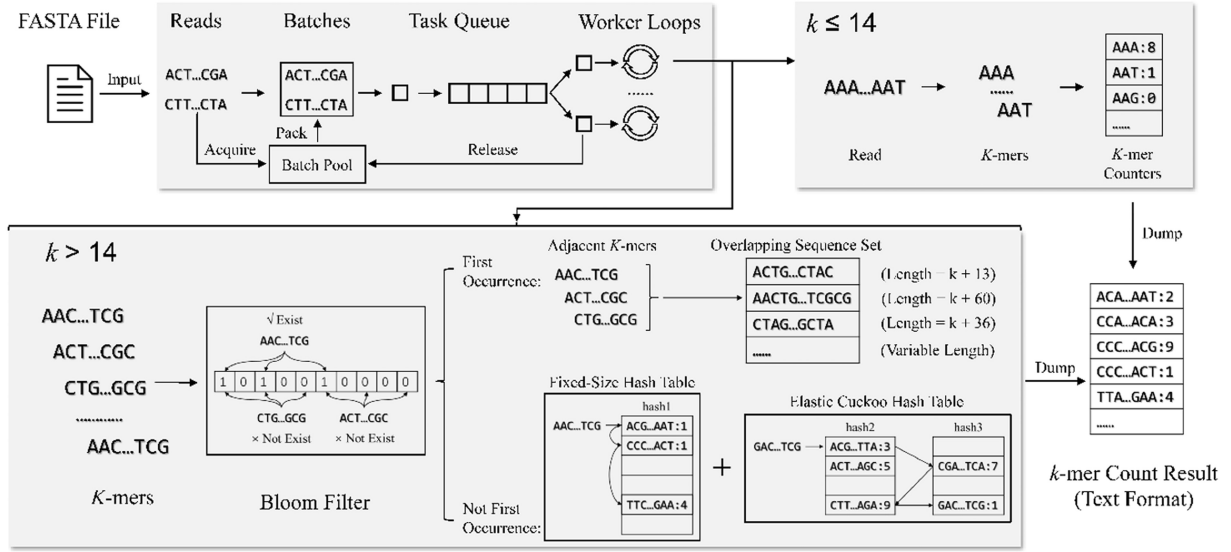 FASTA File
Input
Reads
Batches
Task Queue
Worker Loops
ACT...CGA
CTT...CTA
ACT...CGA
CTT...CTA
......
Acquire
Pack
Batch Pool
Release
k ≤ 14
AAA...AAT
AAA
......
AAT
AAA:8
AAT:1
AAG:0
......
Read
K-mers
K-mer
Counters
Dump
k > 14
AAC...TCG
ACT...CGC
CTG...GCG
............
AAC...TCG
K-mers
√ Exist
AAC...TCG
1 0 1 0 0 1 0 0 0 0
CTG...GCG
ACT...CGC
× Not Exist
× Not Exist
Bloom Filter
First
Occurrence:
Adjacent K-mers
AAC...TCG
ACT...CGC
CTG...GCG
Overlapping Sequence Set
ACTG...CTAC
(Length = k + 13)
AACTG...TCGCG
(Length = k + 60)
CTAG...GCTA
(Length = k + 36)
......
(Variable Length)
Not First
Occurrence:
Fixed-Size Hash Table
hash1
AAC...TCG
ACG...AAT:1
CCC...ACT:1
TTC...GAA:4
+
Elastic Cuckoo Hash Table
hash2
hash3
GAC...TCG
ACG...TTA:3
ACT...AGC:5
CTT...AGA:9
CGA...TCA:7
GAC...TCG:1
Dump
ACA...AAT:2
CCA...ACA:3
CCC...ACG:9
CCC...ACT:1
TTA...GAA:4
......
k-mer Count Result
(Text Format)